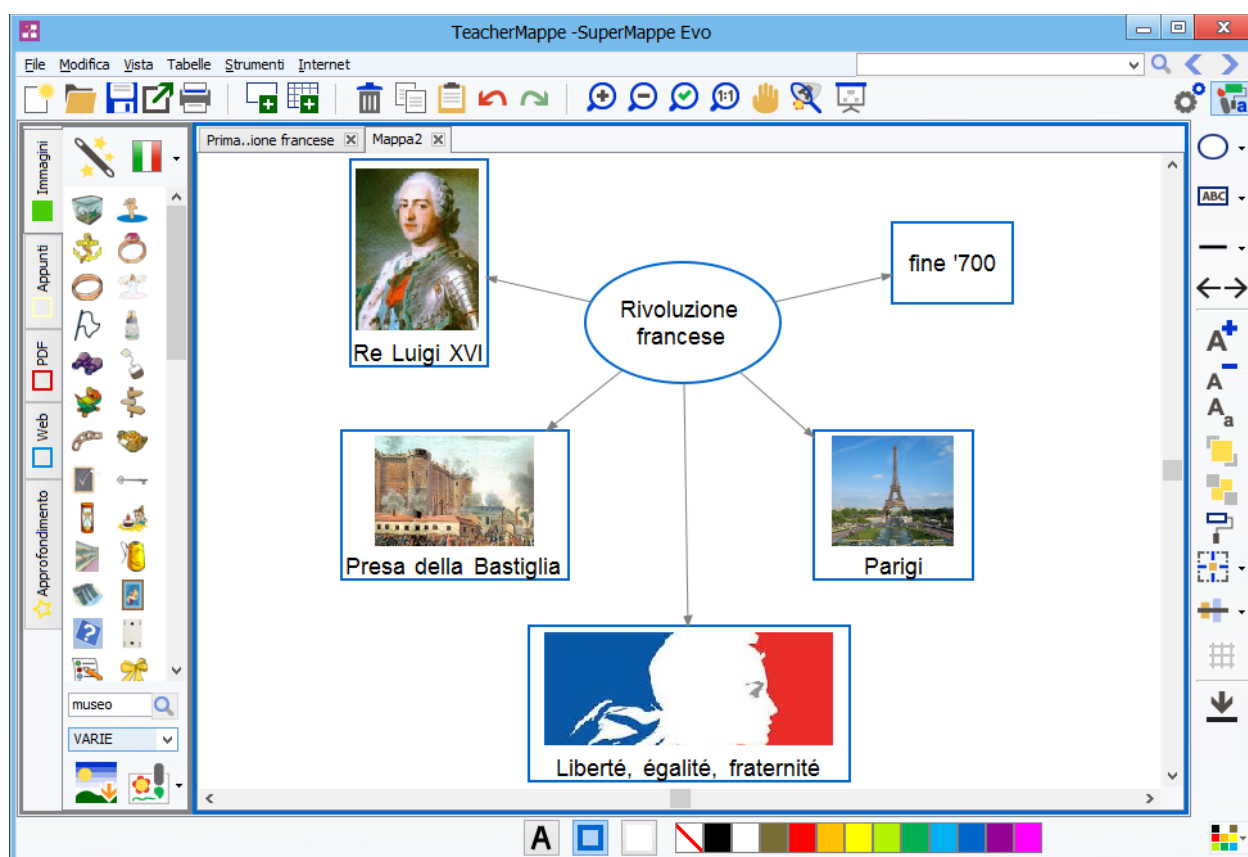 TeacherMappe -SuperMappe Evo
File Modifica Vista Tabelle Strumenti Internet
1:1
a
Prima..ione francese Mappa2
Immagini
Appunti
PDF
Web
Approfondimento
museo
VARIE
Re Luigi XVI
Rivoluzione
francese
fine '700
Presa della Bastiglia
Parigi
Liberté, égalité, fraternité
ABC
A
A
A a
A